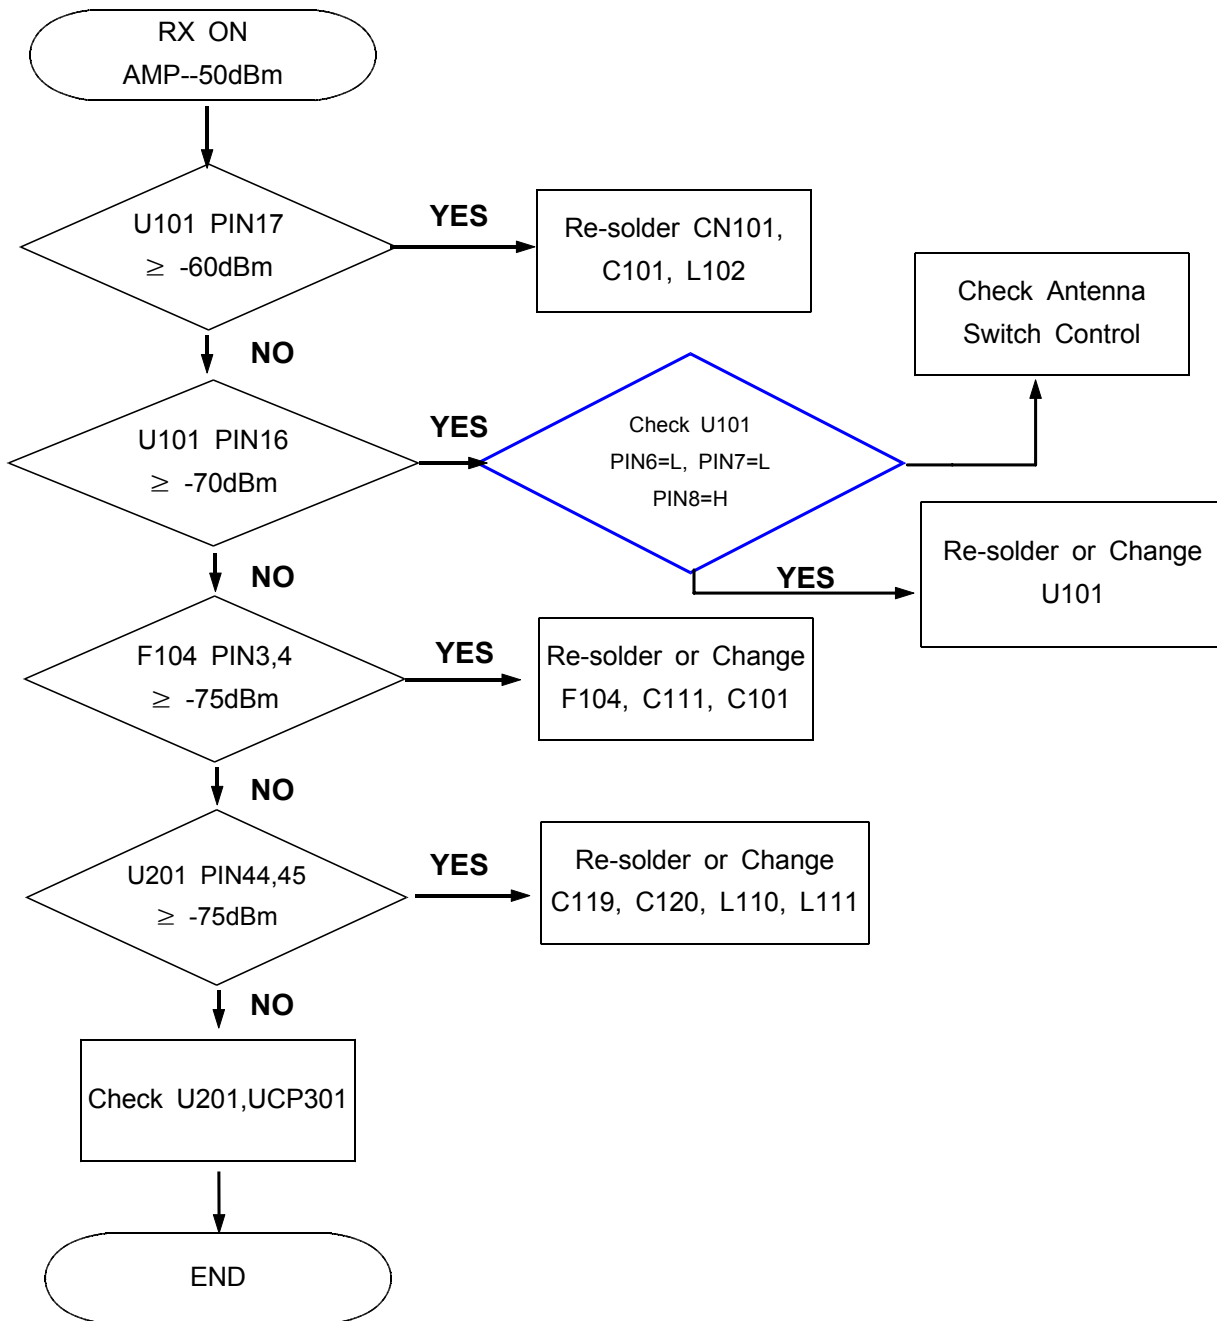 RX ON
AMP--50dBm
U101 PIN17
≥ -60dBm
YES
Re-solder CN101,
C101, L102
NO
U101 PIN16
≥ -70dBm
YES
Check U101
PIN6=L, PIN7=L
PIN8=H
Check Antenna
Switch Control
YES
Re-solder or Change
U101
NO
F104 PIN3,4
≥ -75dBm
YES
Re-solder or Change
F104, C111, C101
NO
U201 PIN44,45
≥ -75dBm
YES
Re-solder or Change
C119, C120, L110, L111
NO
Check U201,UCP301
END